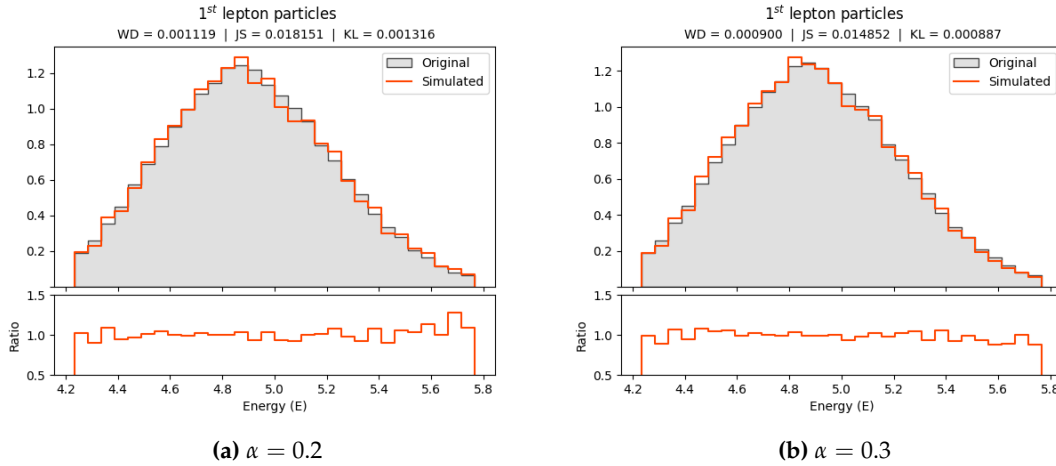 1st lepton particles
WD = 0.001119 | JS = 0.018151 | KL = 0.001316
Original
Simulated
1.2
1.0
0.8
0.6
0.4
0.2
1.5
1.0
0.5
Ratio
4.2 4.4 4.6 4.8 5.0 5.2 5.4 5.6 5.8
Energy (E)
(a) α = 0.2
1st lepton particles
WD = 0.000900 | JS = 0.014852 | KL = 0.000887
Original
Simulated
1.2
1.0
0.8
0.6
0.4
0.2
1.5
1.0
0.5
Ratio
4.2 4.4 4.6 4.8 5.0 5.2 5.4 5.6 5.8
Energy (E)
(b) α = 0.3